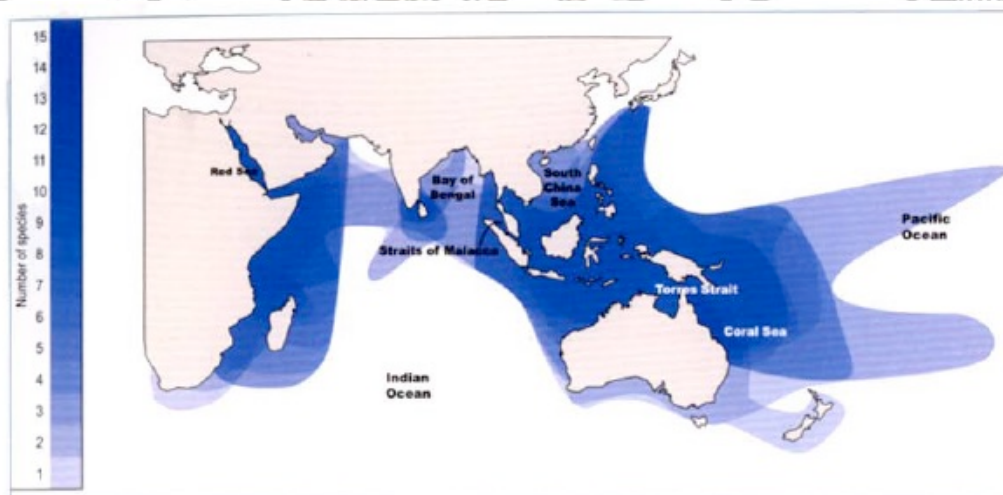 15
14
13
12
11
10
9
8
7
6
5
4
3
2
1
Number of species
Red Sea
Bay of
Bengal
South
China
Sea
Straits of Malacca
Pacific
Ocean
Torres Strait
Coral Sea
Indian
Ocean